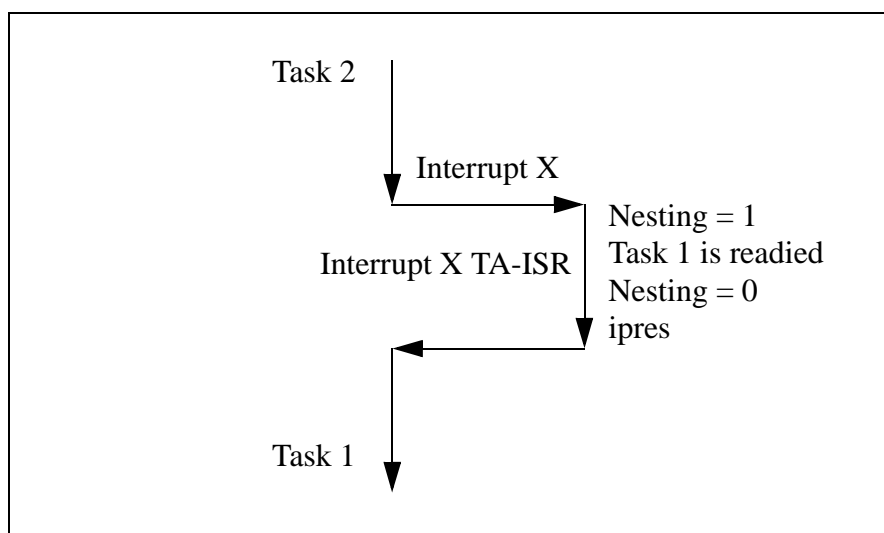 Task 2
Interrupt X
Nesting = 1
Task 1 is readied
Interrupt X TA-ISR
Nesting = 0
ipres
Task 1